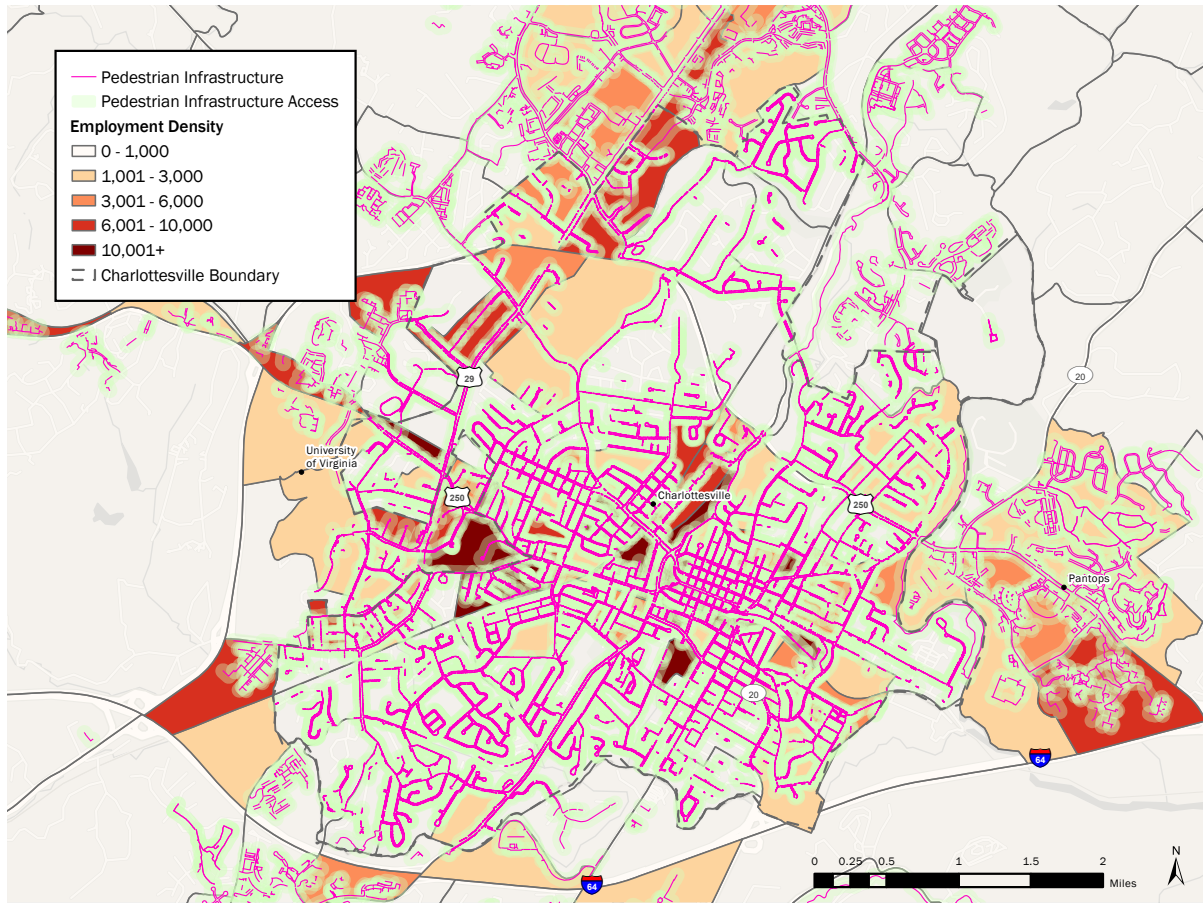 Pedestrian Infrastructure
Pedestrian Infrastructure Access
Employment Density
0 - 1,000
1,001 - 3,000
3,001 - 6,000
6,001 - 10,000
10,001+
Charlottesville Boundary
29
20
University
of Virginia
250
Charlottesville
250
Pantops
20
64
64
0 0.25 0.5 1 1.5 2
Miles
N